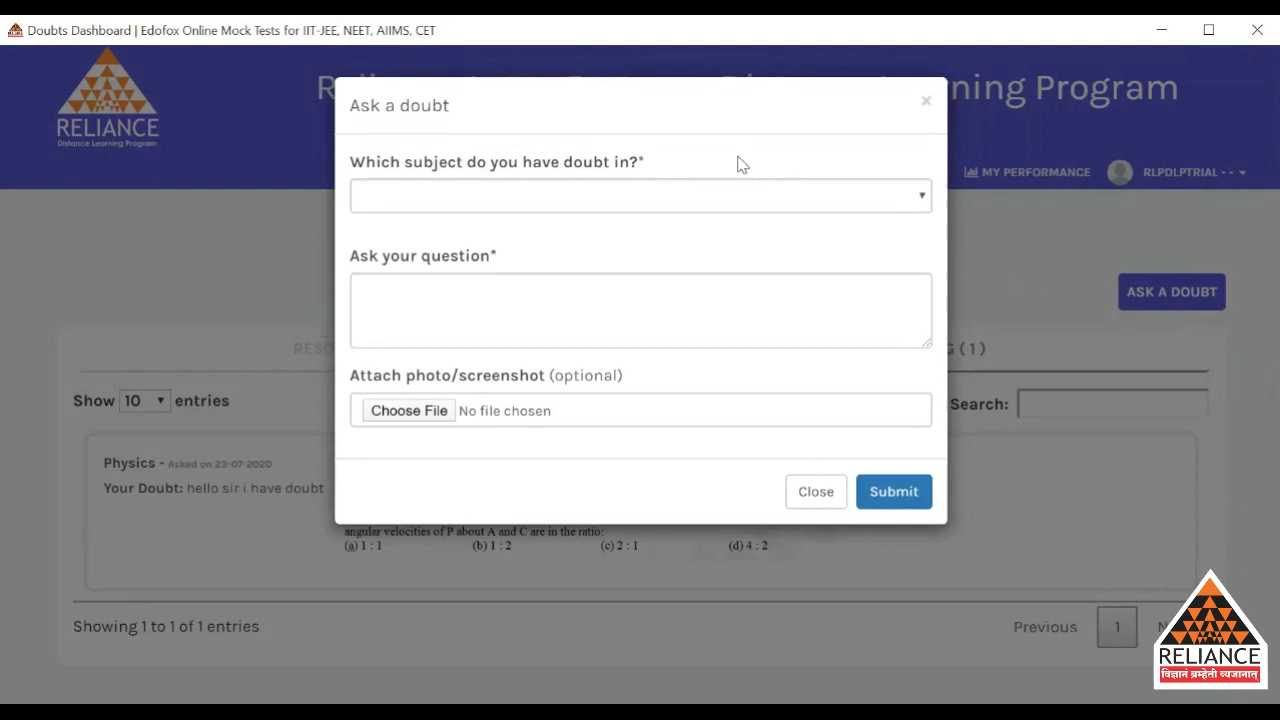 Doubts Dashboard | Edofox Online Mock Tests for IIT-JEE, NEET, AIIMS, CET
RELIANCE
Distance Learning Program
ning Program
MY PERFORMANCE
RLPDLPTRIAL - -
Ask a doubt
×
Which subject do you have doubt in?*
Ask your question*
ASK A DOUBT
RESO
G ( 1 )
Attach photo/screenshot (optional)
Choose File No file chosen
Show 10 entries
Search:
Physics - Asked on 23-07-2020
Your Doubt: hello sir i have doubt
Close
Submit
angular velocities of P about A and C are in the ratio:
(a) 1 : 1 (b) 1 : 2 (c) 2 : 1 (d) 4 : 2
Showing 1 to 1 of 1 entries
Previous 1 N
RELIANCE
विज्ञानं ब्रम्हेती व्यजानात्